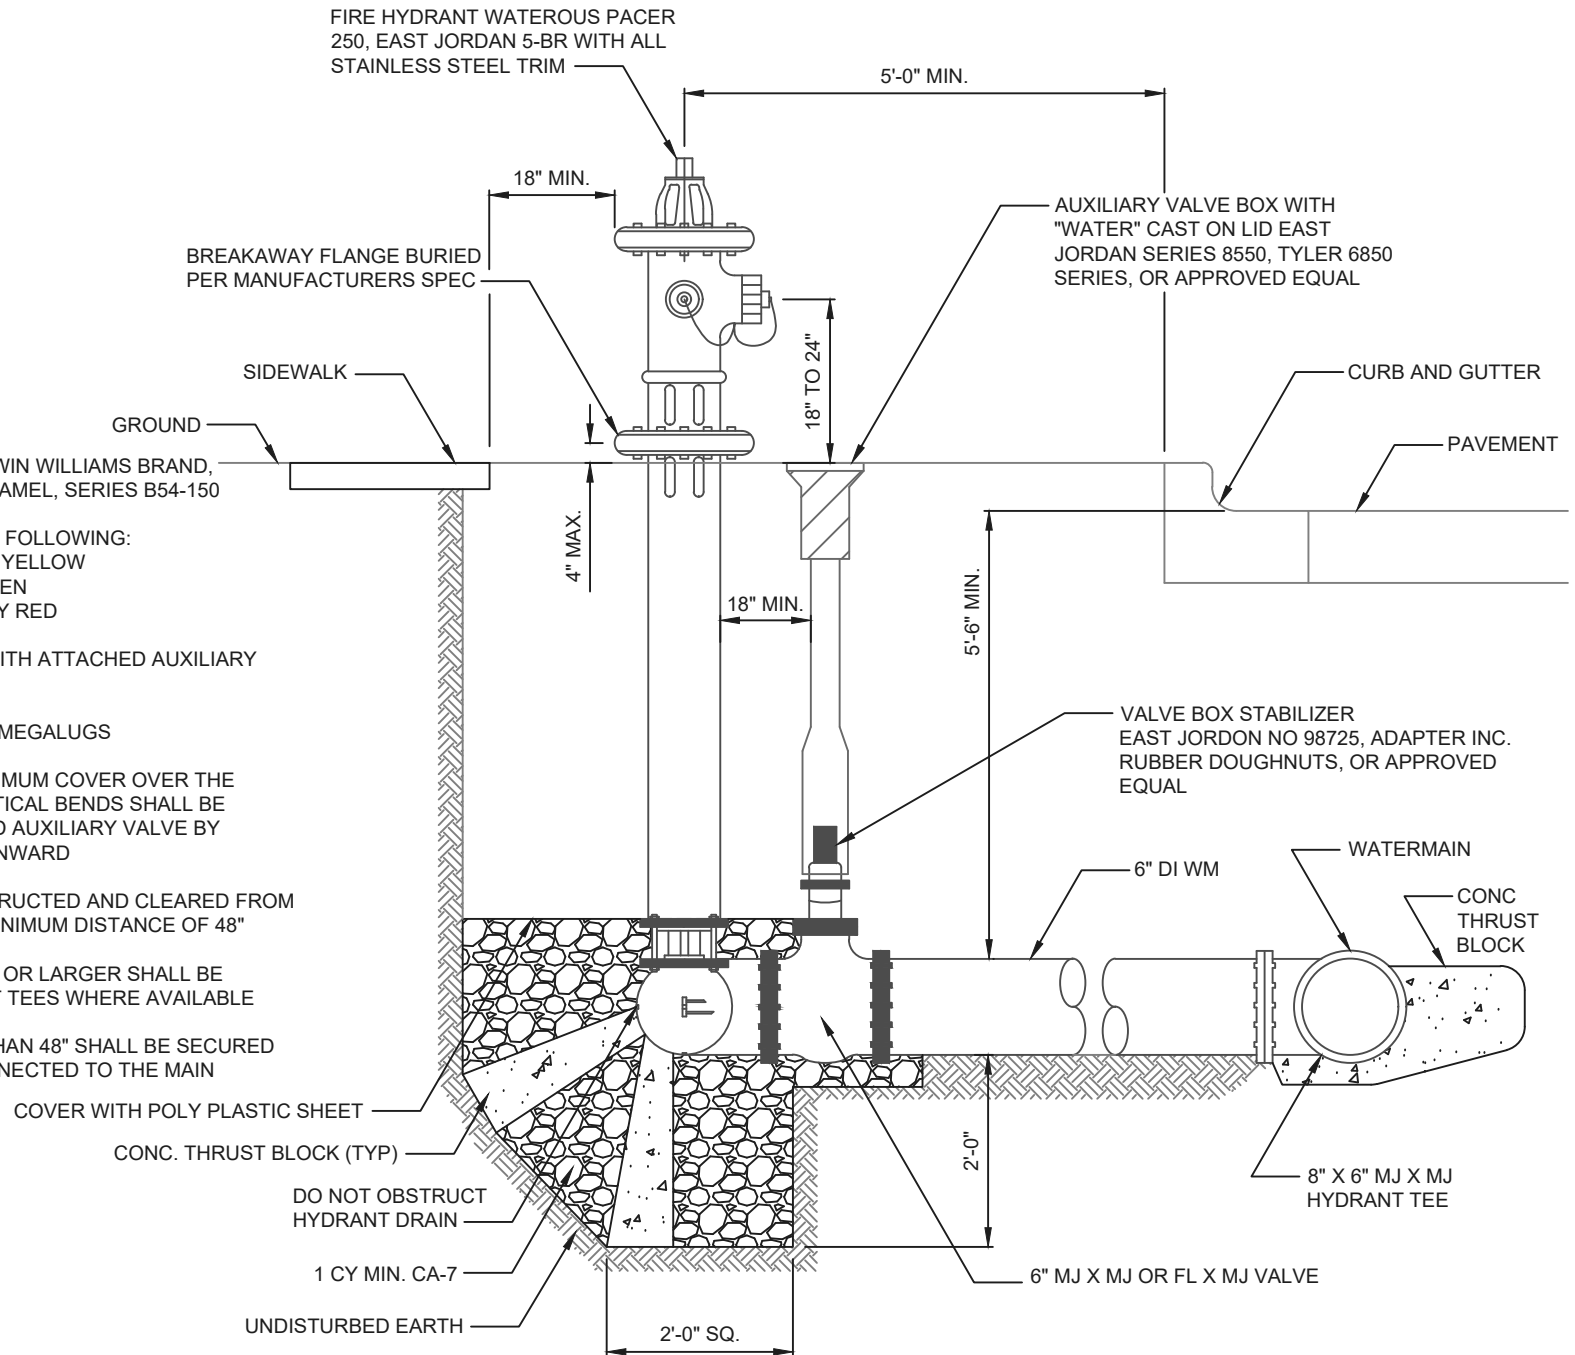 FIRE HYDRANT WATEROUS PACER
250, EAST JORDAN 5-BR WITH ALL
STAINLESS STEEL TRIM
5'-0" MIN.
18" MIN.
AUXILIARY VALVE BOX WITH
"WATER" CAST ON LID EAST
JORDAN SERIES 8550, TYLER 6850
SERIES, OR APPROVED EQUAL
BREAKAWAY FLANGE BURIED
PER MANUFACTURERS SPEC
18" TO 24"
SIDEWALK
CURB AND GUTTER
GROUND
PAVEMENT
WIN WILLIAMS BRAND,
AMEL, SERIES B54-150
FOLLOWING:
YELLOW
EN
Y RED
4" MAX.
18" MIN.
5'-6" MIN.
ITH ATTACHED AUXILIARY
MEGALUGS
VALVE BOX STABILIZER
EAST JORDON NO 98725, ADAPTER INC.
RUBBER DOUGHNUTS, OR APPROVED
EQUAL
IMUM COVER OVER THE
TICAL BENDS SHALL BE
D AUXILIARY VALVE BY
NWARD
WATERMAIN
6" DI WM
CONC
THRUST
BLOCK
RUCTED AND CLEARED FROM
NIMUM DISTANCE OF 48"
OR LARGER SHALL BE
T TEES WHERE AVAILABLE
HAN 48" SHALL BE SECURED
NECTED TO THE MAIN
COVER WITH POLY PLASTIC SHEET
CONC. THRUST BLOCK (TYP)
2'-0"
8" X 6" MJ X MJ
HYDRANT TEE
DO NOT OBSTRUCT
HYDRANT DRAIN
1 CY MIN. CA-7
6" MJ X MJ OR FL X MJ VALVE
UNDISTURBED EARTH
2'-0" SQ.